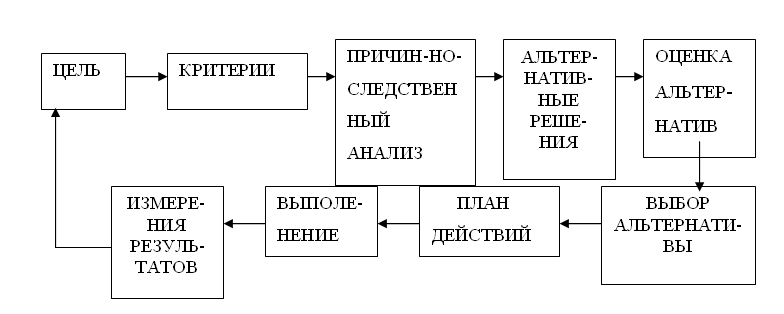 ЦЕЛЬ
КРИТЕРИИ
ПРИЧИН-НО-
СЛЕДСТВЕН
НЫЙ
АНАЛИЗ
АЛЬТЕР-
НАТИВ-
НЫЕ
РЕШЕ-
НИЯ
ОЦЕНКА
АЛЬТЕР-
НАТИВ
ВЫБОР
АЛЬТЕРНАТИ-
ВЫ
ПЛАН
ДЕЙСТВИЙ
ВЫПОЛЕ-
НЕНИЕ
ИЗМЕРЕ-
НИЯ
РЕЗУЛЬ-
ТАТОВ